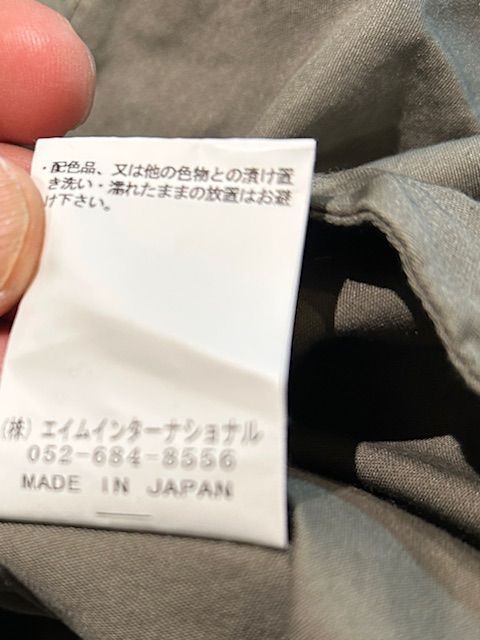 ・配色品、又は他の色物との漬け置
き洗い・濡れたままの放置はお避
け下さい。
(株) エイムインターナショナル
052-684-8556
MADE IN JAPAN